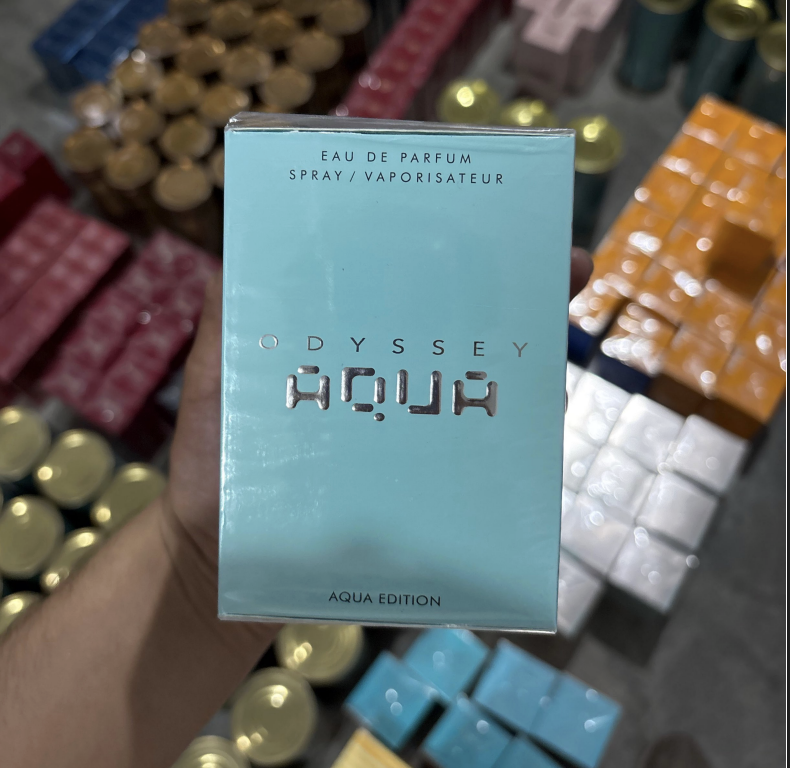 EAU DE PARFUM
SPRAY / VAPORISATEUR
ODYSSEY
AQUA
AQUA EDITION